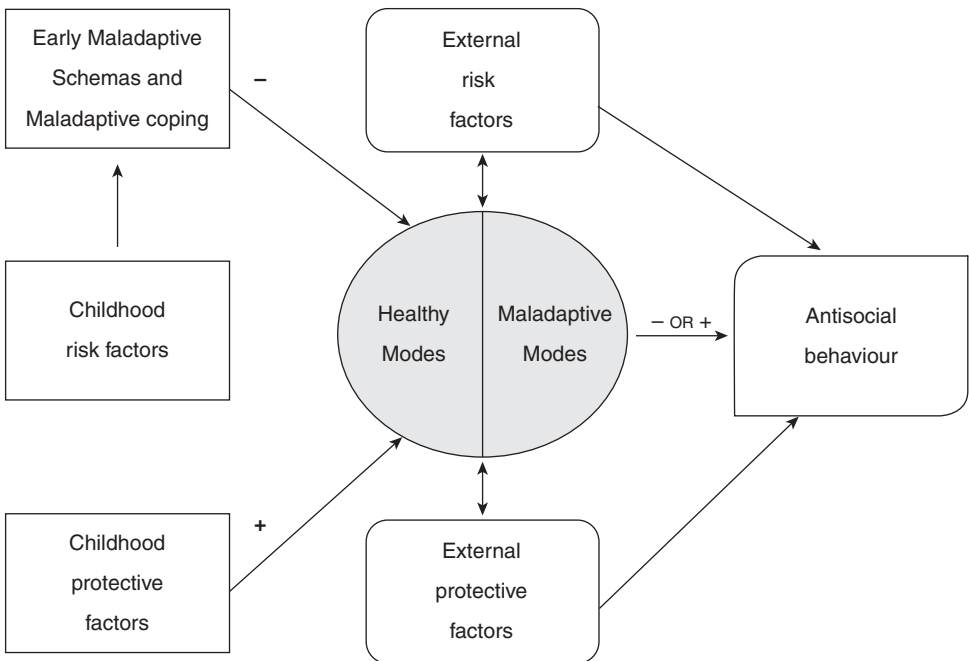 Early Maladaptive
Schemas and
Maladaptive coping
–
External
risk
factors
Childhood
risk factors
Healthy
Modes
Maladaptive
Modes
– OR +
Antisocial
behaviour
Childhood
protective
factors
+
External
protective
factors